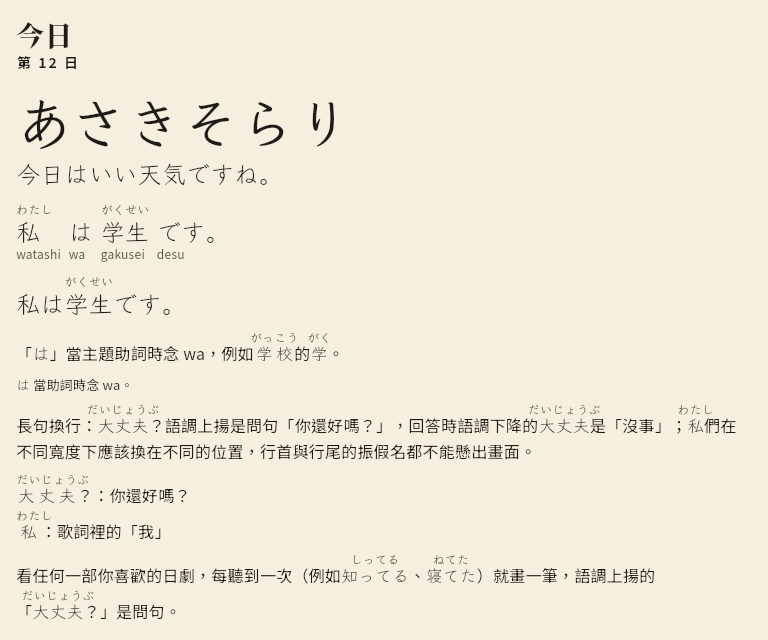 今日
第 12 日
あさきそらり
今日はいい天気ですね。
わたし がくせい
私 は 学生 です。
watashi wa gakusei desu
がくせい
私は学生です。
がっこう がく
「は」當主題助詞時念 wa，例如学校的学。
は 當助詞時念 wa。
だいじょうぶ だいじょうぶ わたし
長句換行：大丈夫？語調上揚是問句「你還好嗎？」，回答時語調下降的大丈夫是「沒事」；私們在
不同寬度下應該換在不同的位置，行首與行尾的振假名都不能懸出畫面。
だいじょうぶ
大丈夫？：你還好嗎？
わたし
私：歌詞裡的「我」
しってる ねてた
看任何一部你喜歡的日劇，每聽到一次（例如知ってる、寝てた）就畫一筆，語調上揚的
だいじょうぶ
「大丈夫？」是問句。